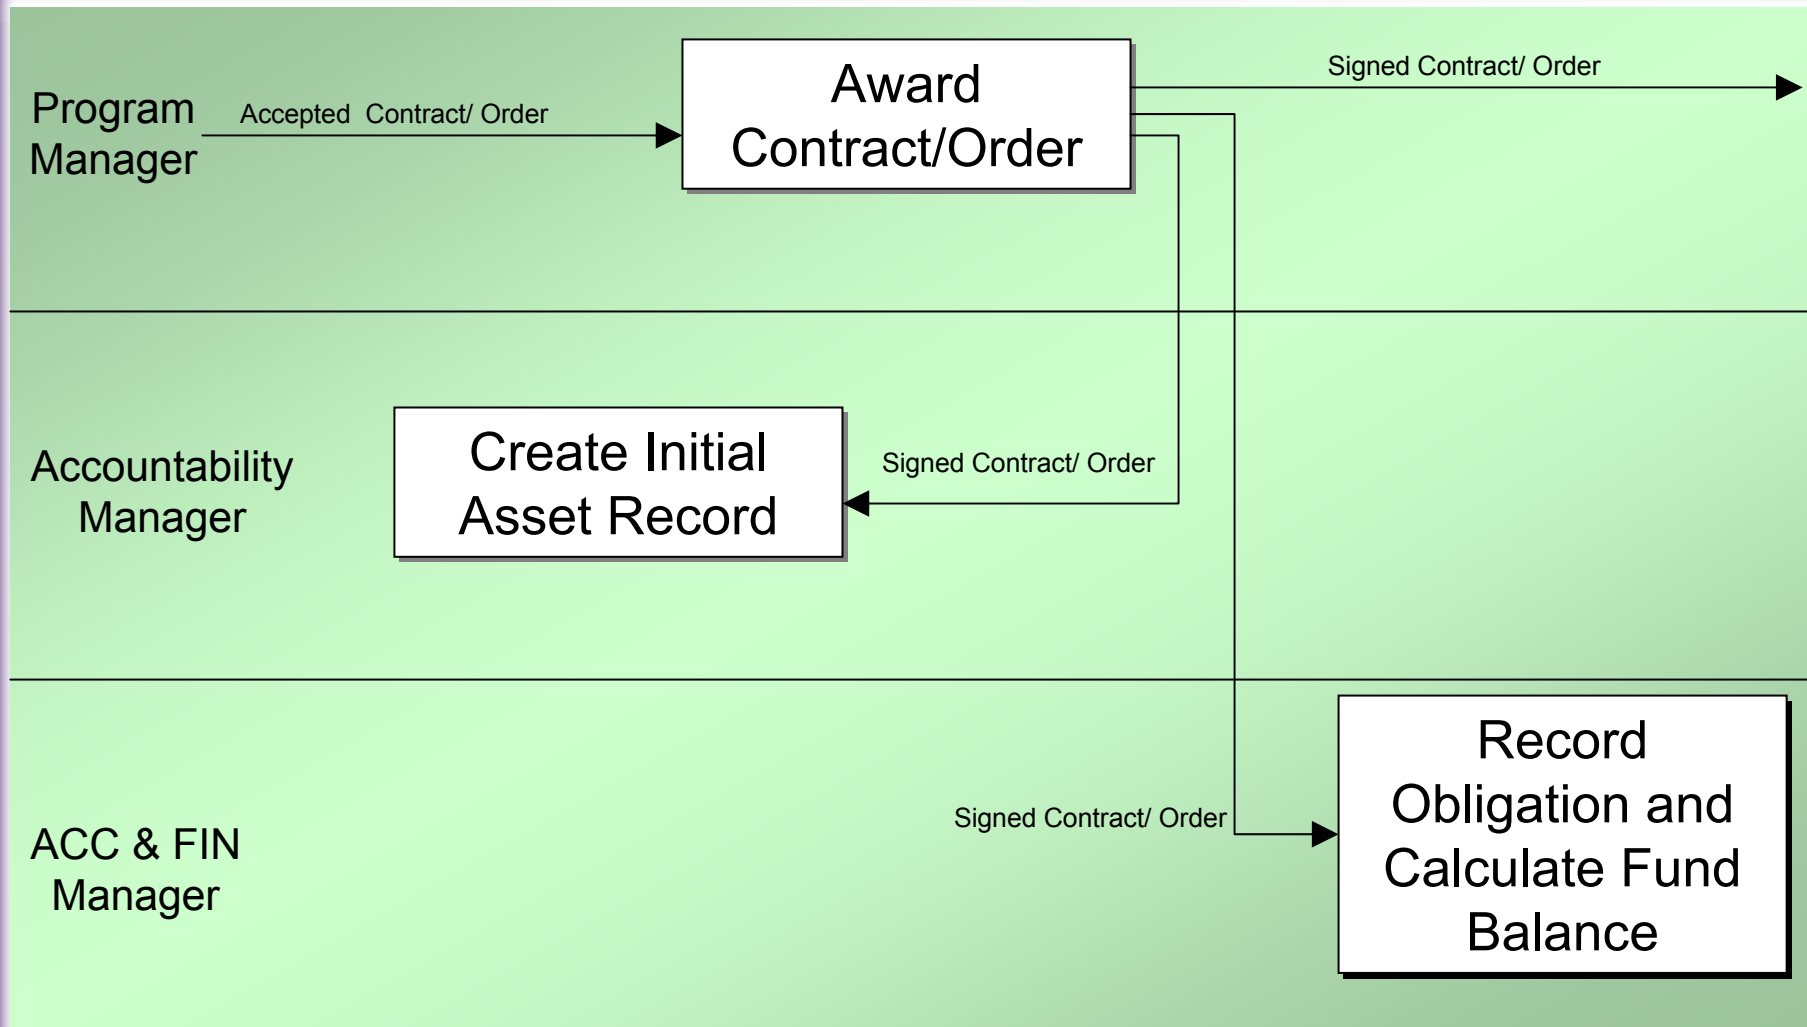 Program
Manager
Accepted  Contract/ Order
Award
Contract/Order
Signed Contract/ Order
Accountability
Manager
Create Initial
Asset Record
Signed Contract/ Order
ACC & FIN
Manager
Signed Contract/ Order
Record
Obligation and
Calculate Fund
Balance